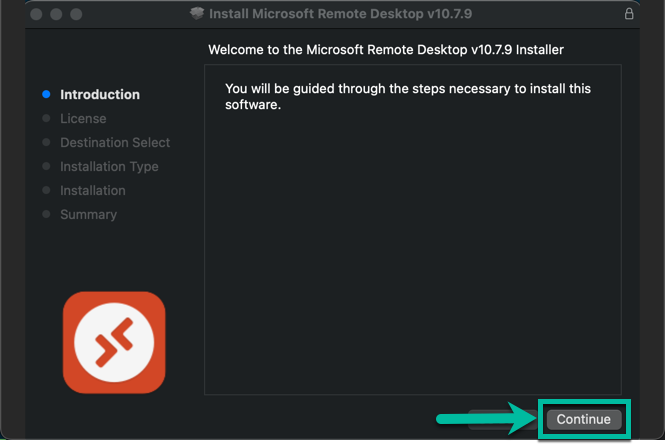 Install Microsoft Remote Desktop v10.7.9
Welcome to the Microsoft Remote Desktop v10.7.9 Installer
Introduction
License
Destination Select
Installation Type
Installation
Summary
You will be guided through the steps necessary to install this
software.
Continue